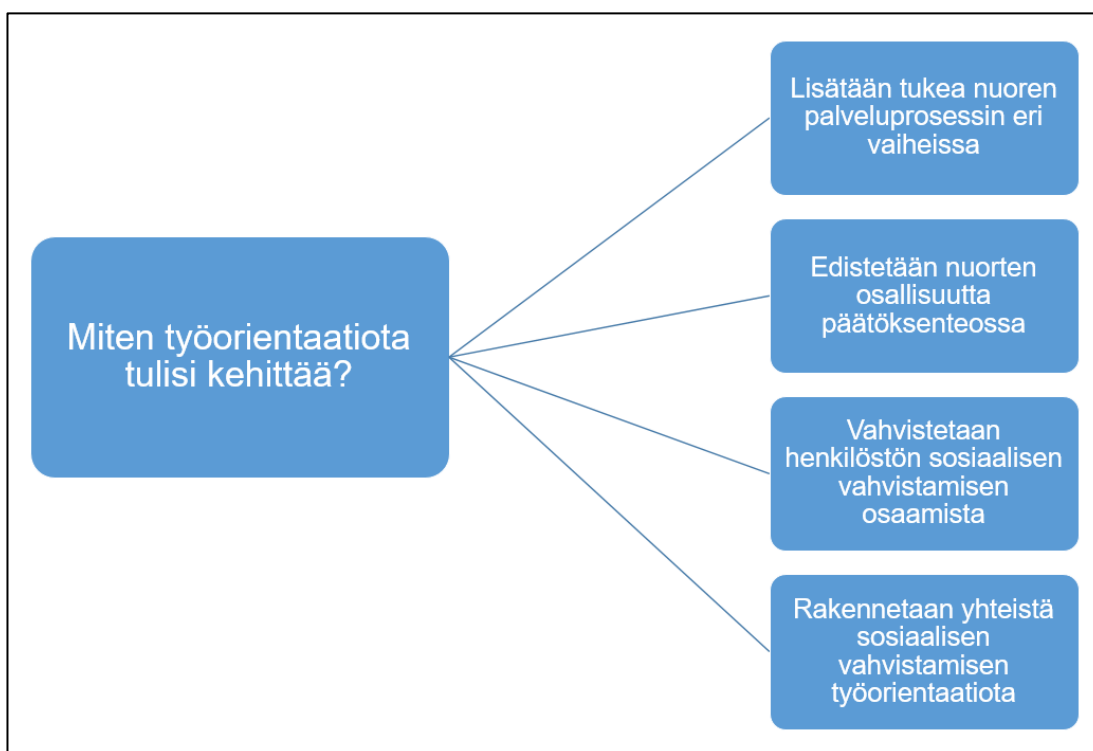 Miten työorientaatiota
tulisi kehittää?
Lisätään tukea nuoren
palveluprosessin eri
vaiheissa
Edistetään nuorten
osallisuutta
päätöksenteossa
Vahvistetaan
henkilöstön sosiaalisen
vahvistamisen
osaamista
Rakennetaan yhteistä
sosiaalisen
vahvistamisen
työorientaatiota